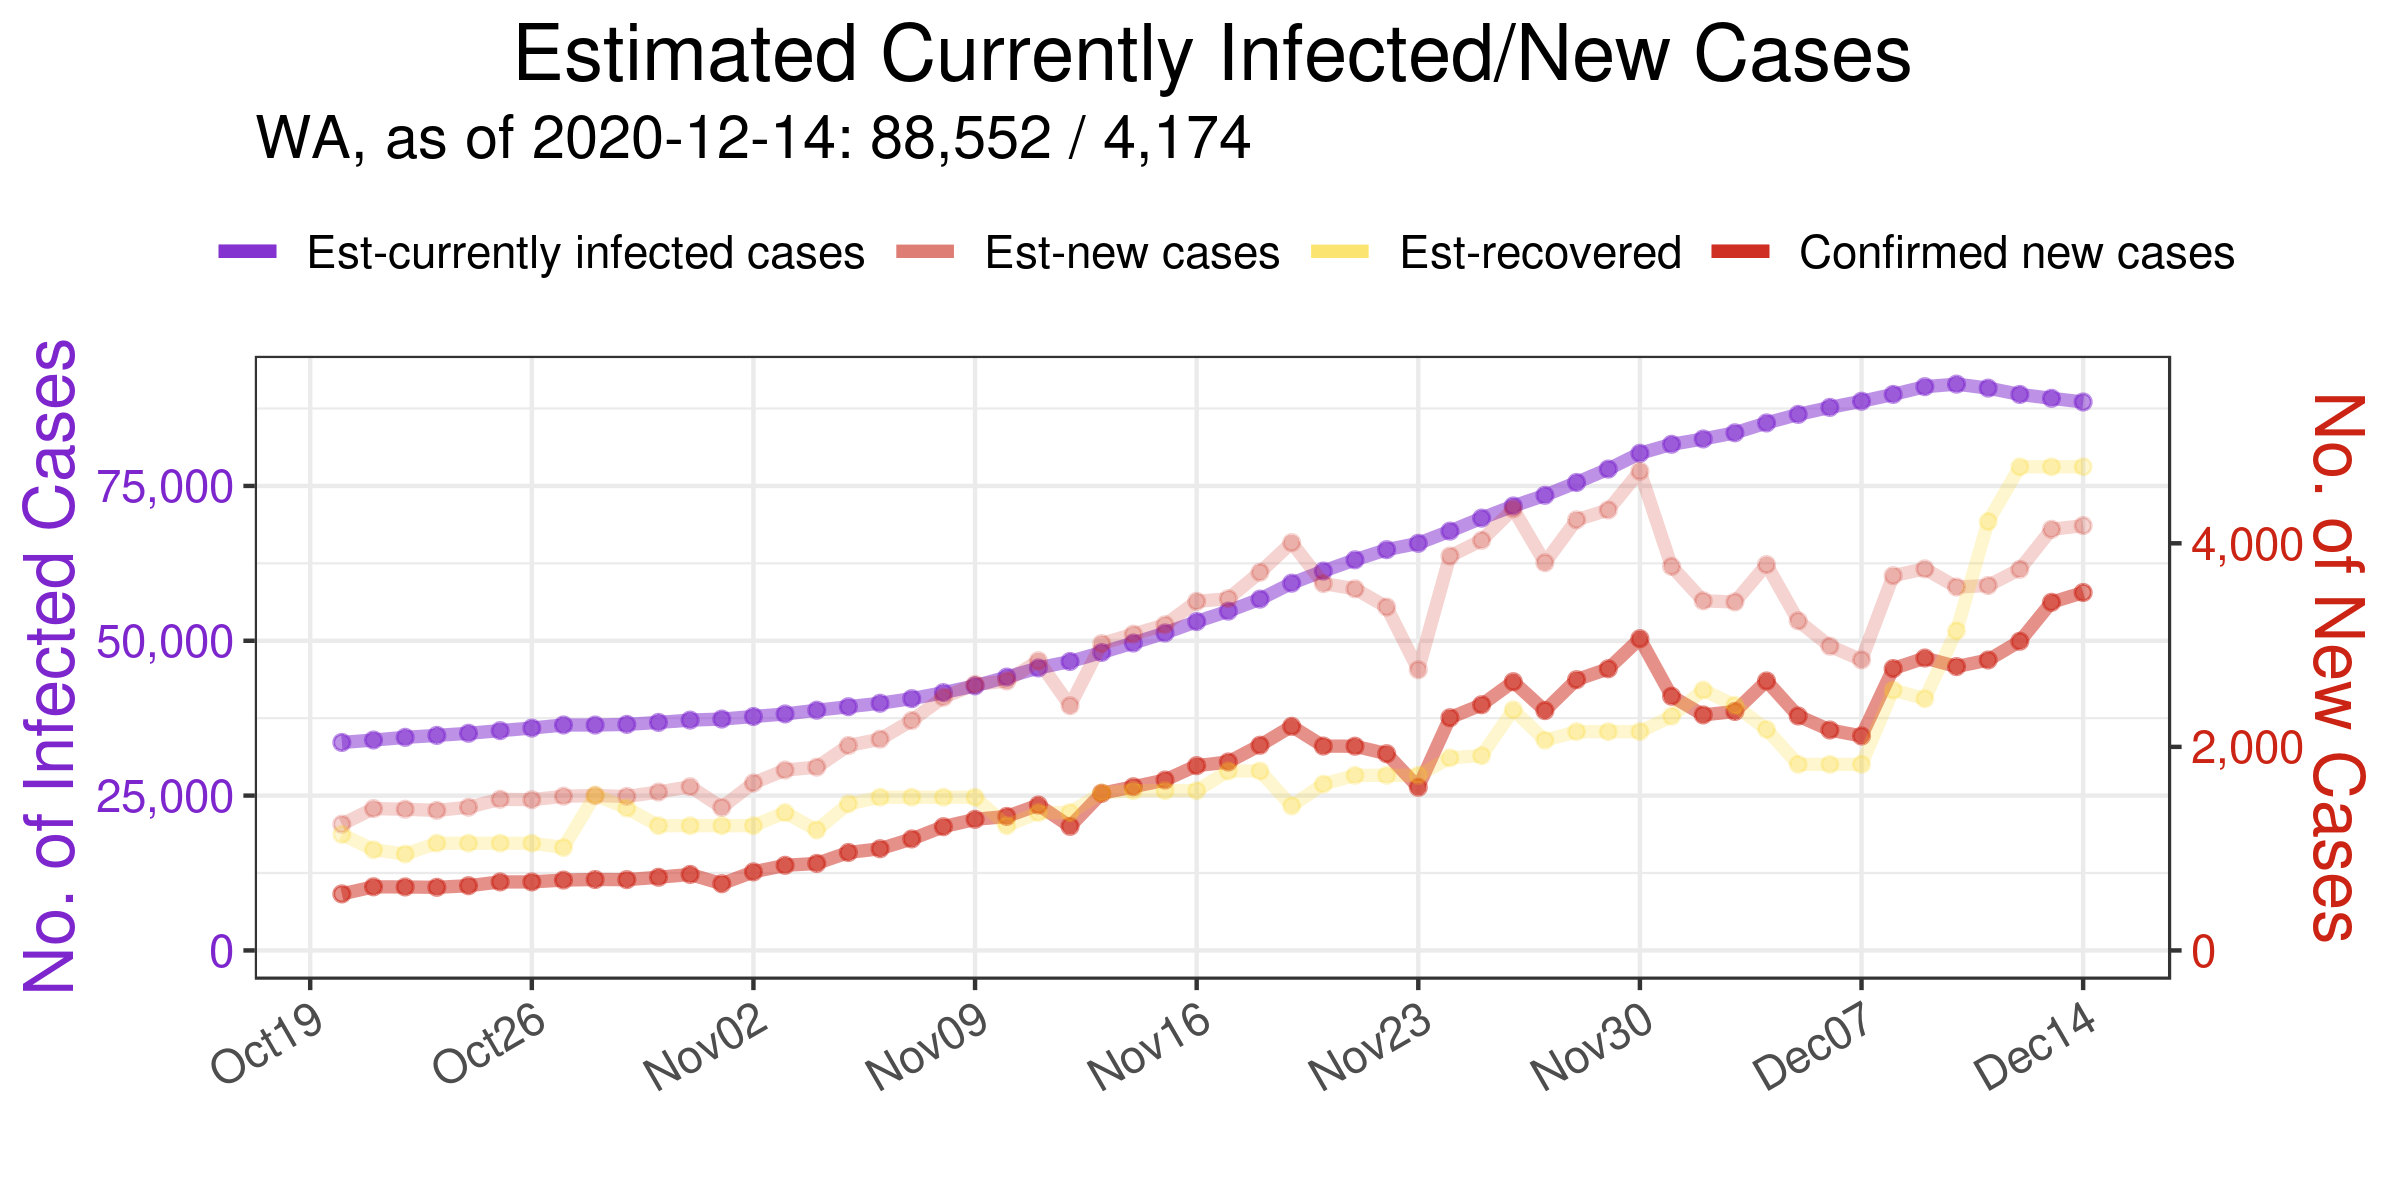 Estimated Currently Infected/New Cases
WA, as of 2020-12-14: 88,552 / 4,174
Est-currently infected cases Est-new cases Est-recovered Confirmed new cases
No. of Infected Cases
75,000
50,000
25,000
0
4,000
2,000
0
No. of New Cases
Oct19 Oct26 Nov02 Nov09 Nov16 Nov23 Nov30 Dec07 Dec14